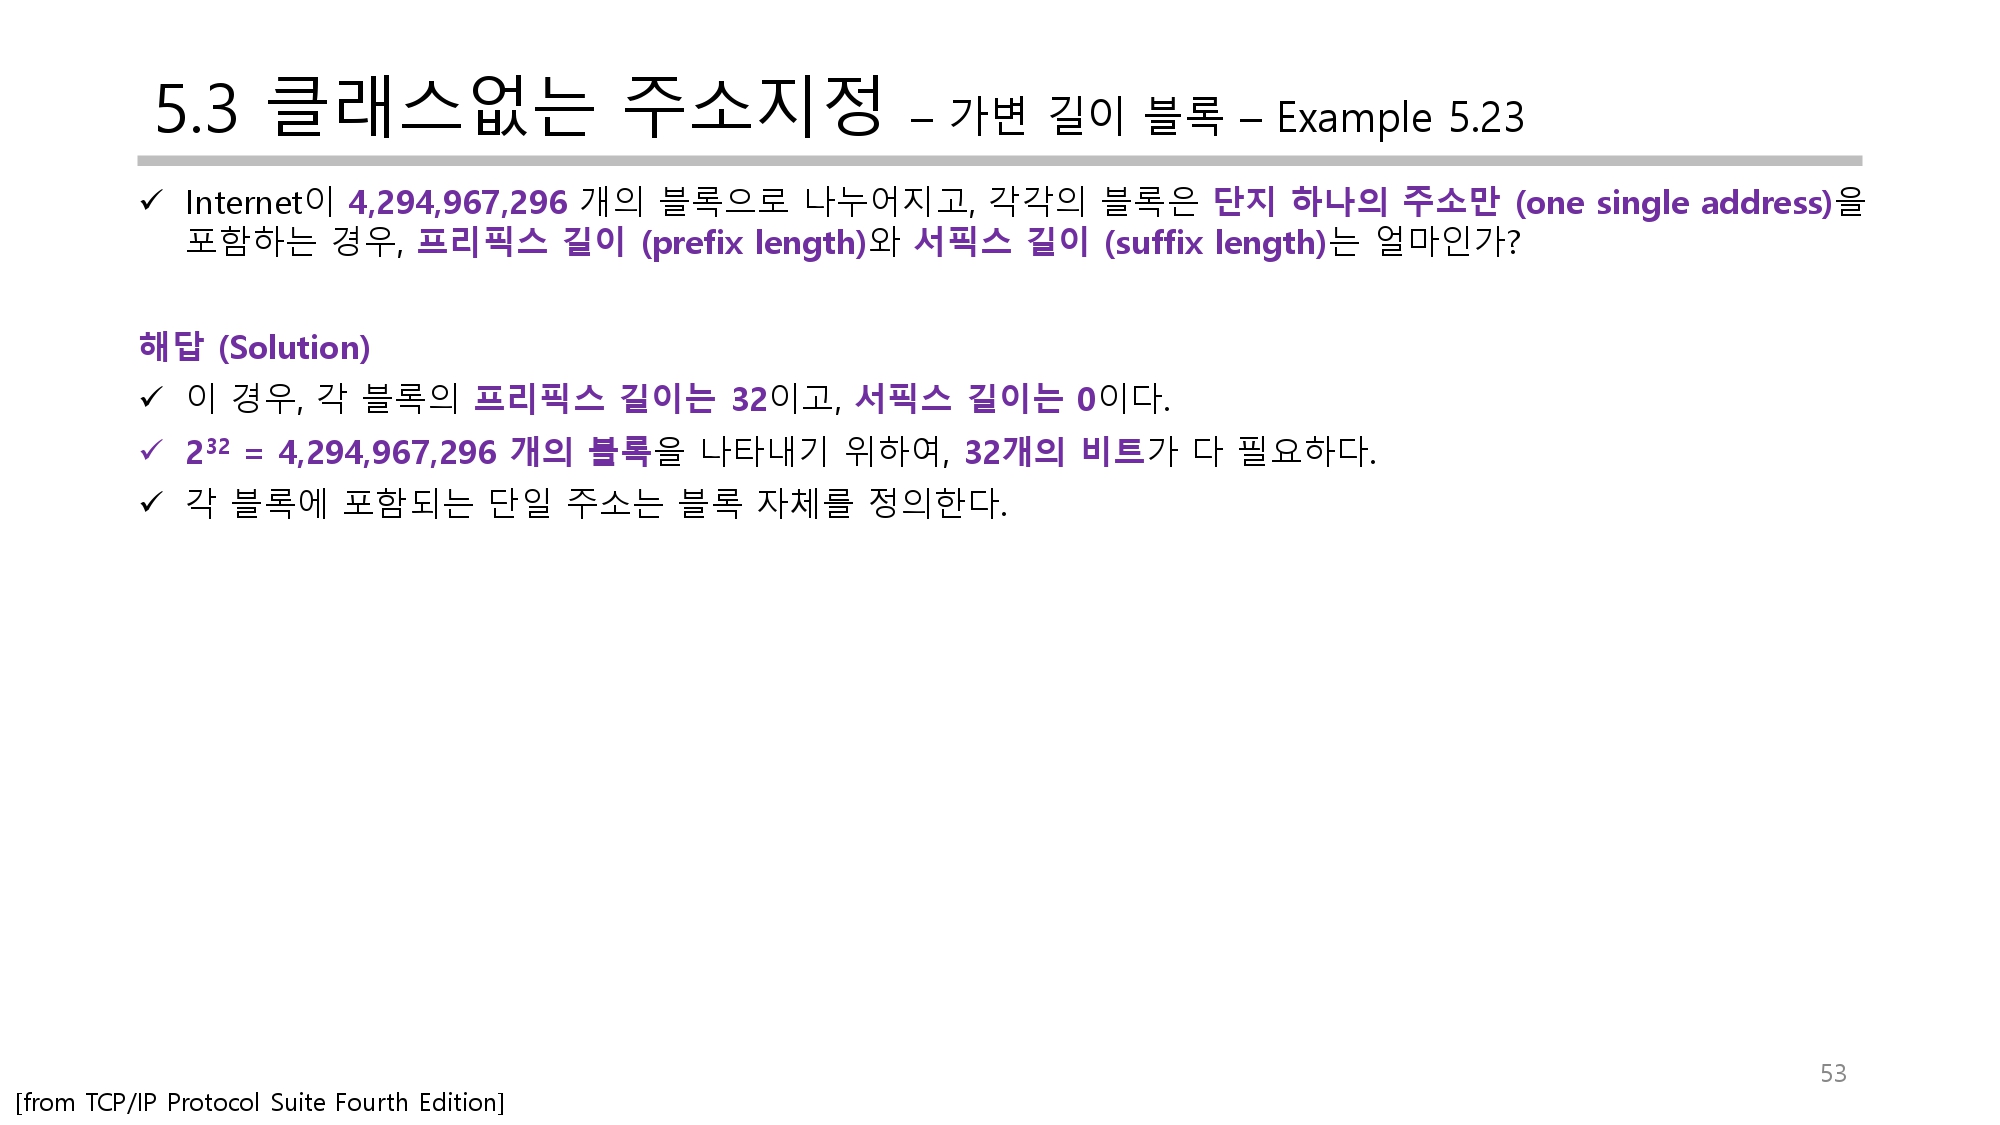 5.3 클래스없는 주소지정 – 가변 길이 블록 – Example 5.23
✓ Internet이 4,294,967,296 개의 블록으로 나누어지고, 각각의 블록은 단지 하나의 주소만 (one single address)을
포함하는 경우, 프리픽스 길이 (prefix length)와 서픽스 길이 (suffix length)는 얼마인가?
해답 (Solution)
✓ 이 경우, 각 블록의 프리픽스 길이는 32이고, 서픽스 길이는 0이다.
✓ 2³² = 4,294,967,296 개의 블록을 나타내기 위하여, 32개의 비트가 다 필요하다.
✓ 각 블록에 포함되는 단일 주소는 블록 자체를 정의한다.
53
[from TCP/IP Protocol Suite Fourth Edition]